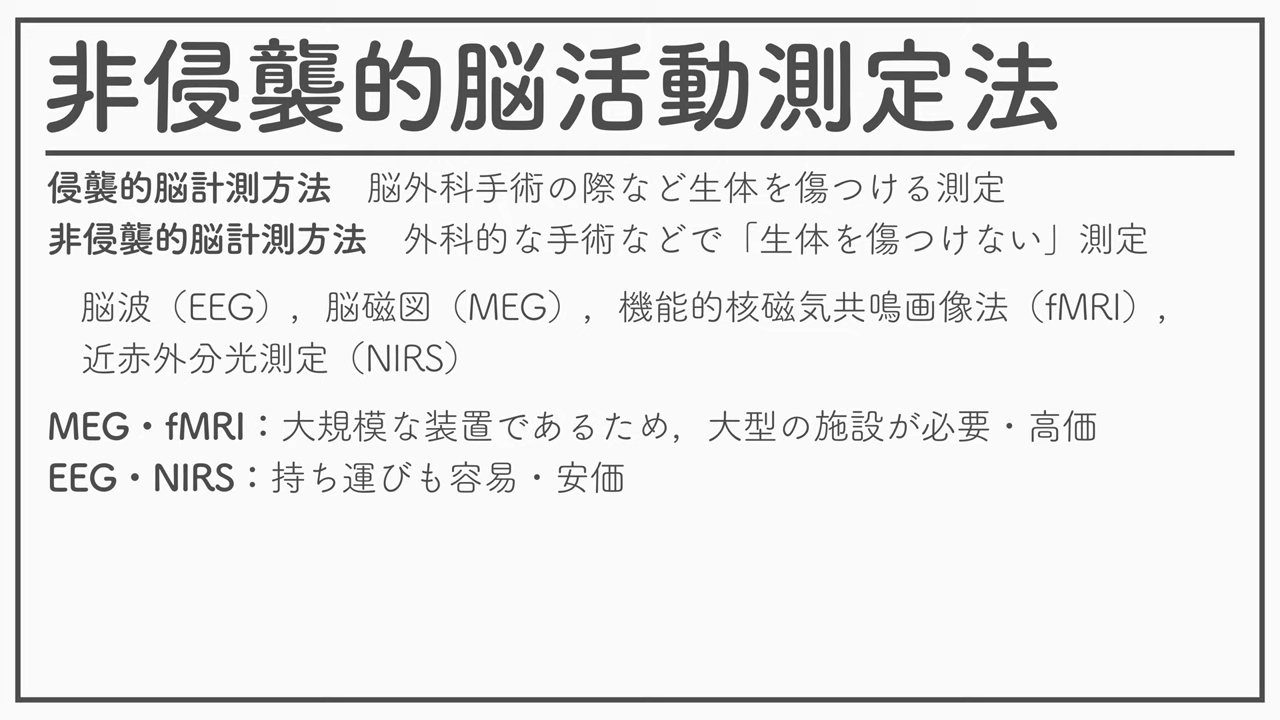 非侵襲的脳活動測定法
侵襲的脳計測方法　脳外科手術の際など生体を傷つける測定
非侵襲的脳計測方法　外科的な手術などで「生体を傷つけない」測定
脳波（EEG），脳磁図（MEG），機能的核磁気共鳴画像法（fMRI），
近赤外分光測定（NIRS）
MEG・fMRI：大規模な装置であるため，大型の施設が必要・高価
EEG・NIRS：持ち運びも容易・安価